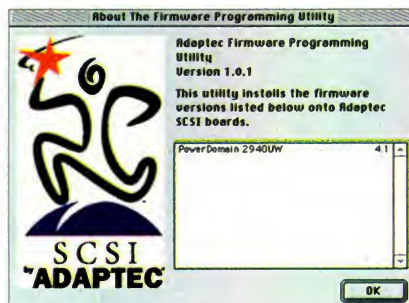 About The Firmware Programming Utility
Adaptec Firmware Programming
Utility
Version 1.0.1
This utility installs the firmware
versions listed below onto Adaptec
SCSI boards.
PowerDomain 2940UW 4.1
SCSI
by ADAPTEC
OK